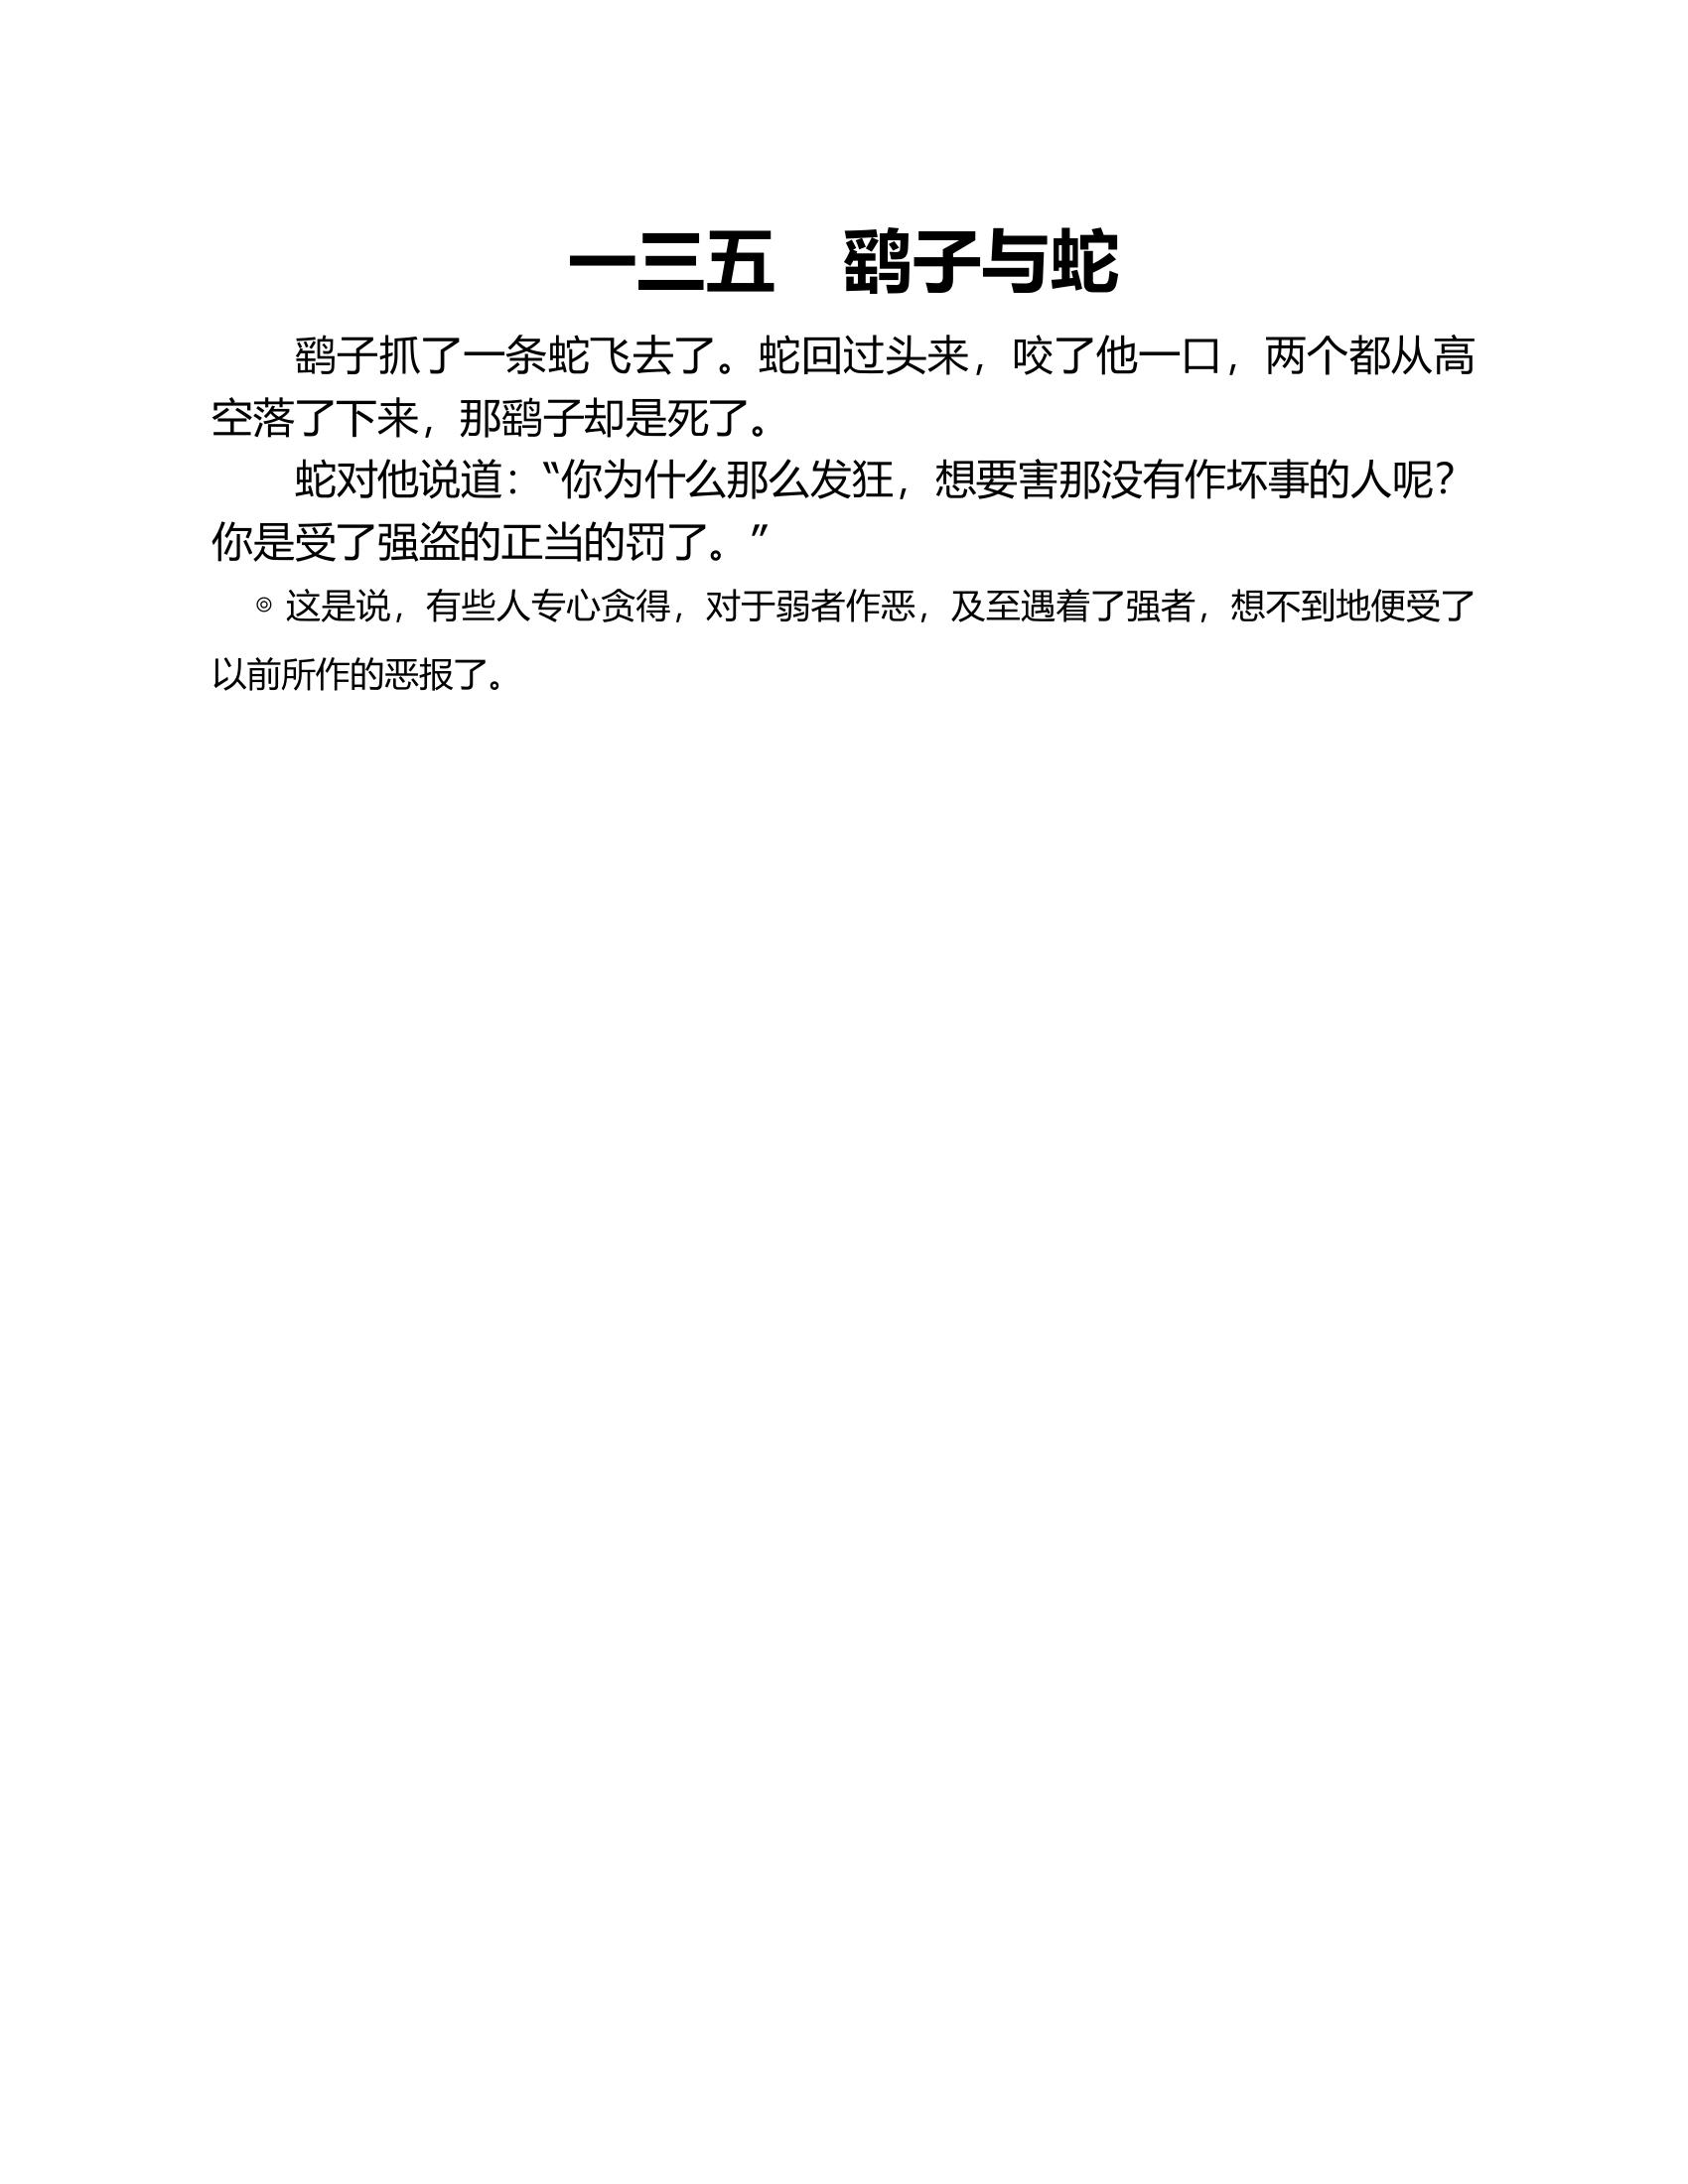 一三五　鹞子与蛇
鹞子抓了一条蛇飞去了。蛇回过头来，咬了他一口，两个都从高
空落了下来，那鹞子却是死了。
蛇对他说道：“你为什么那么发狂，想要害那没有作坏事的人呢？
你是受了强盗的正当的罚了。”
◎ 这是说，有些人专心贪得，对于弱者作恶，及至遇着了强者，想不到地便受了
以前所作的恶报了。